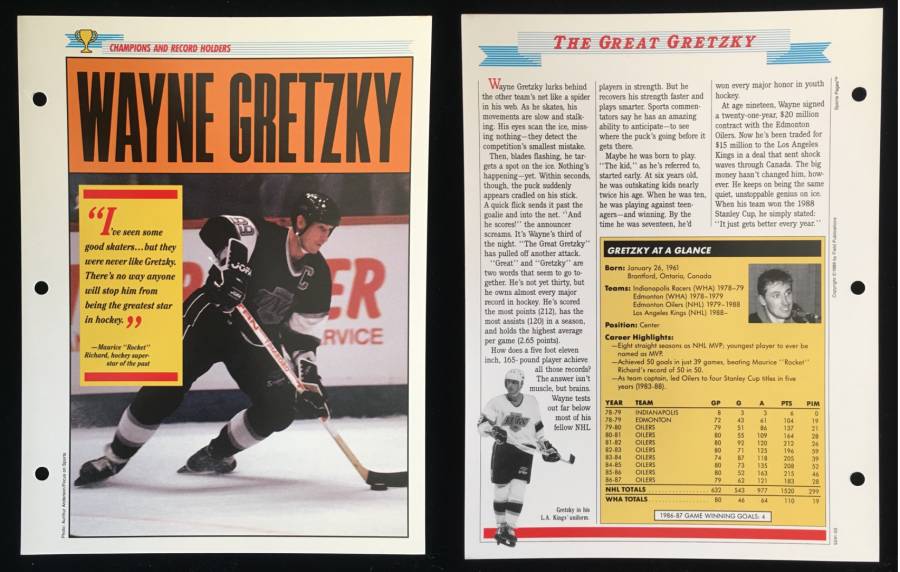 CHAMPIONS AND RECORD HOLDERS
WAYNE GRETZKY
"I've seen some
good skaters...but they
were never like Gretzky.
There's no way anyone
will stop him from
being the greatest star
in hockey."
—Maurice "Rocket"
Richard, hockey super-
star of the past
99
JOFA
C
ER
RVICE
THE GREAT GRETZKY
Wayne Gretzky lurks behind
the other team's net like a spider
in his web. As he skates, his
movements are slow and stalk-
ing. His eyes scan the ice, miss-
ing nothing—they detect the
competition's smallest mistake.
Then, blades flashing, he tar-
gets a spot on the ice. Nothing's
happening—yet. Within seconds,
though, the puck suddenly
appears cradled on his stick.
A quick flick sends it past the
goalie and into the net. "And
he scores!" the announcer
screams. It's Wayne's third of
the night. "The Great Gretzky"
has pulled off another attack.
"Great" and "Gretzky" are
two words that seem to go to-
gether. He's not yet thirty, but
he owns almost every major
record in hockey. He's scored
the most points (212), has the
most assists (120) in a season,
and holds the highest average
per game (2.65 points).
How does a five foot eleven
inch, 165- pound player achieve
all those records?
The answer isn't
muscle, but brains.
Wayne tests
out far below
most of his
fellow NHL
players in strength. But he
recovers his strength faster and
plays smarter. Sports commen-
tators say he has an amazing
ability to anticipate—to see
where the puck's going before it
gets there.
Maybe he was born to play.
"The kid," as he's referred to,
started early. At six years old,
he was outskating kids nearly
twice his age. When he was ten,
he was playing against teen-
agers—and winning. By the
time he was seventeen, he'd
won every major honor in youth
hockey.
At age nineteen, Wayne signed
a twenty-one-year, $20 million
contract with the Edmonton
Oilers. Now he's been traded for
$15 million to the Los Angeles
Kings in a deal that sent shock
waves through Canada. The big
money hasn't changed him, how-
ever. He keeps on being the same
quiet, unstoppable genius on ice.
When his team won the 1988
Stanley Cup, he simply stated:
"It just gets better every year."
GRETZKY AT A GLANCE
Born: January 26, 1961
Brantford, Ontario, Canada
Teams: Indianapolis Racers (WHA) 1978–79
Edmonton (WHA) 1978–1979
Edmonton Oilers (NHL) 1979–1988
Los Angeles Kings (NHL) 1988–
Position: Center
Career Highlights:
—Eight straight seasons as NHL MVP; youngest player to ever be
named as MVP.
—Achieved 50 goals in just 39 games, beating Maurice "Rocket"
Richard's record of 50 in 50.
—As team captain, led Oilers to four Stanley Cup titles in five
years (1983-88).
YEAR TEAM GP G A PTS PIM
78-79 INDIANAPOLIS 8 3 3 6 0
78-79 EDMONTON 72 43 61 104 19
79-80 OILERS 79 51 86 137 21
80-81 OILERS 80 55 109 164 28
81-82 OILERS 80 92 120 212 26
82-83 OILERS 80 71 125 196 59
83-84 OILERS 74 87 118 205 39
84-85 OILERS 80 73 135 208 52
85-86 OILERS 80 52 163 215 46
86-87 OILERS 79 62 121 183 28
NHL TOTALS 632 543 977 1520 299
WHA TOTALS 80 46 64 110 19
1986-87 GAME WINNING GOALS: 4
Gretzky in his
L.A. Kings' uniform.